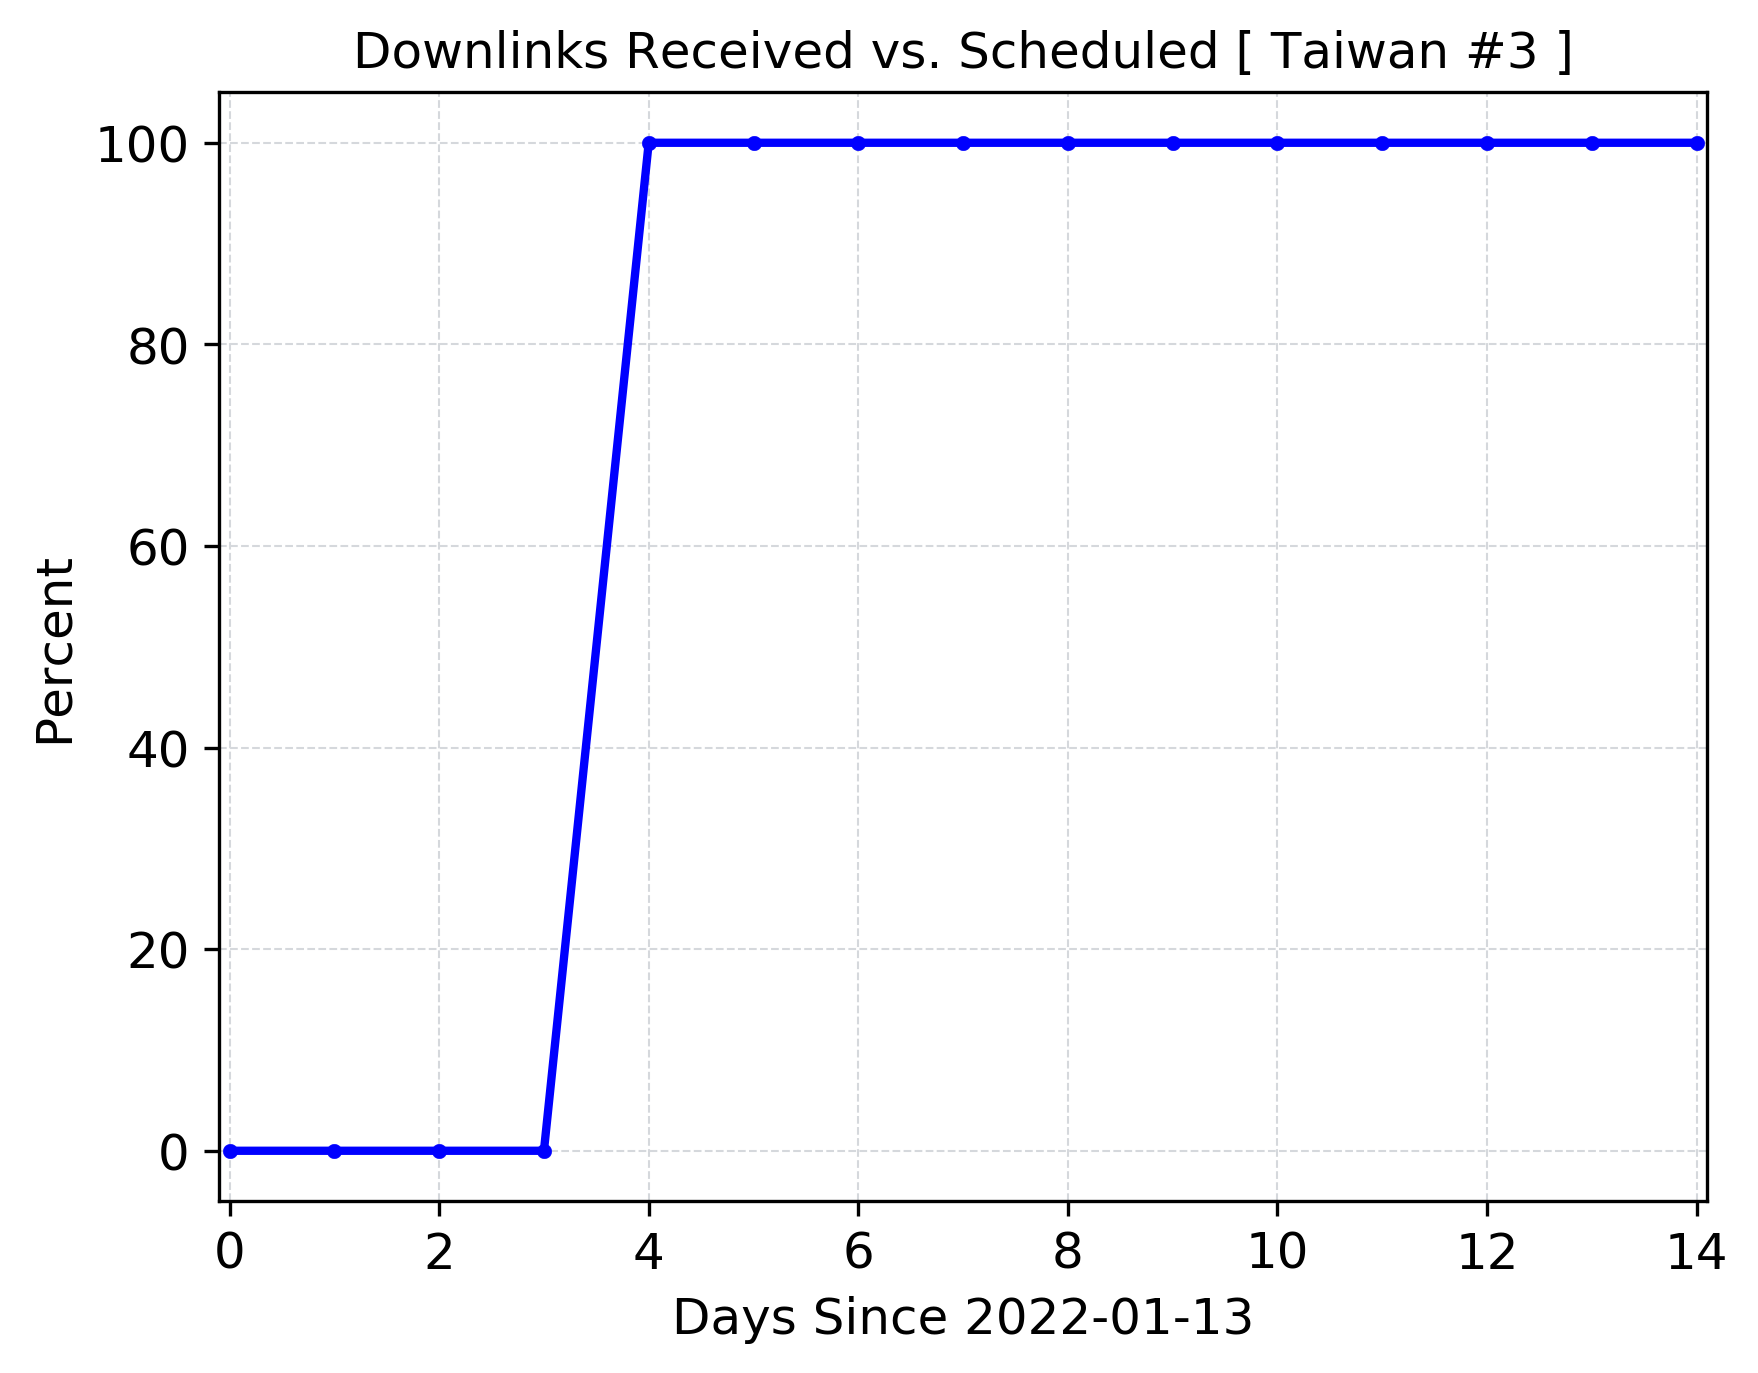 Downlinks Received vs. Scheduled [ Taiwan #3 ]
100
80
60
40
20
0
Percent
0 2 4 6 8 10 12 14
Days Since 2022-01-13